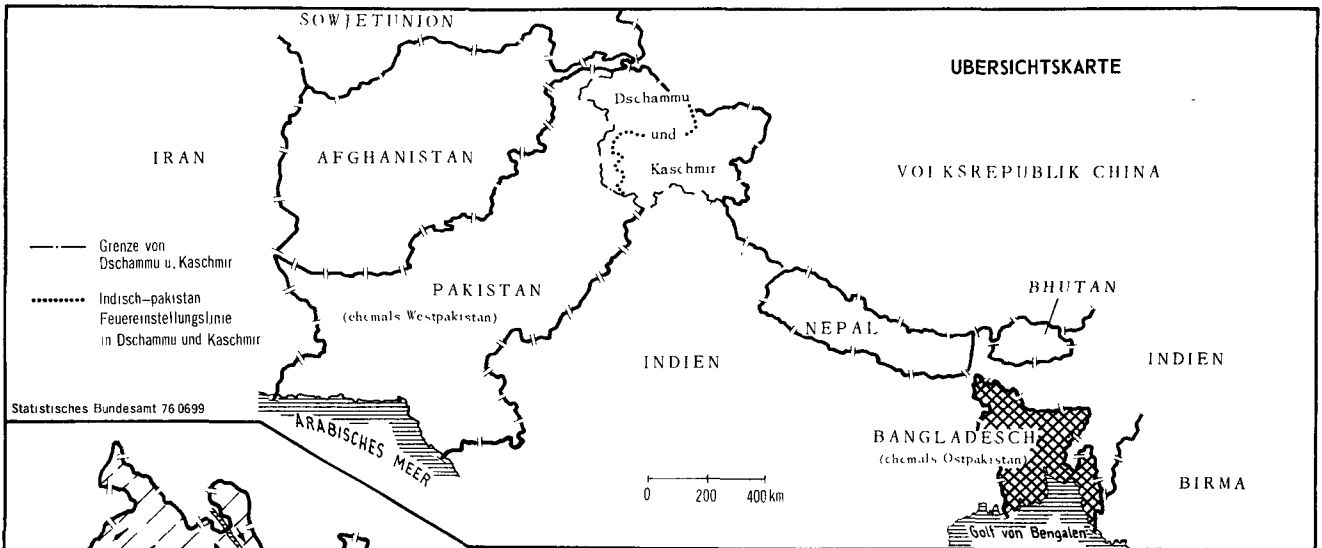 SOWJETUNION
UBERSICHTSKARTE
Dschammu
und
Kaschmir
IRAN
AFGHANISTAN
VOLKSREPUBLIK CHINA
Grenze von
Dschammu u. Kaschmir
Indisch-pakistan
Feuereinstellungslinie
in Dschammu und Kaschmir
PAKISTAN
(ehemals Westpakistan)
BHUTAN
NEPAL
INDIEN
INDIEN
Statistisches Bundesamt 76 0699
ARABISCHES MEER
BANGLADESCH
(ehemals Ostpakistan)
0 200 400 km
BIRMA
Golf von Bengalen